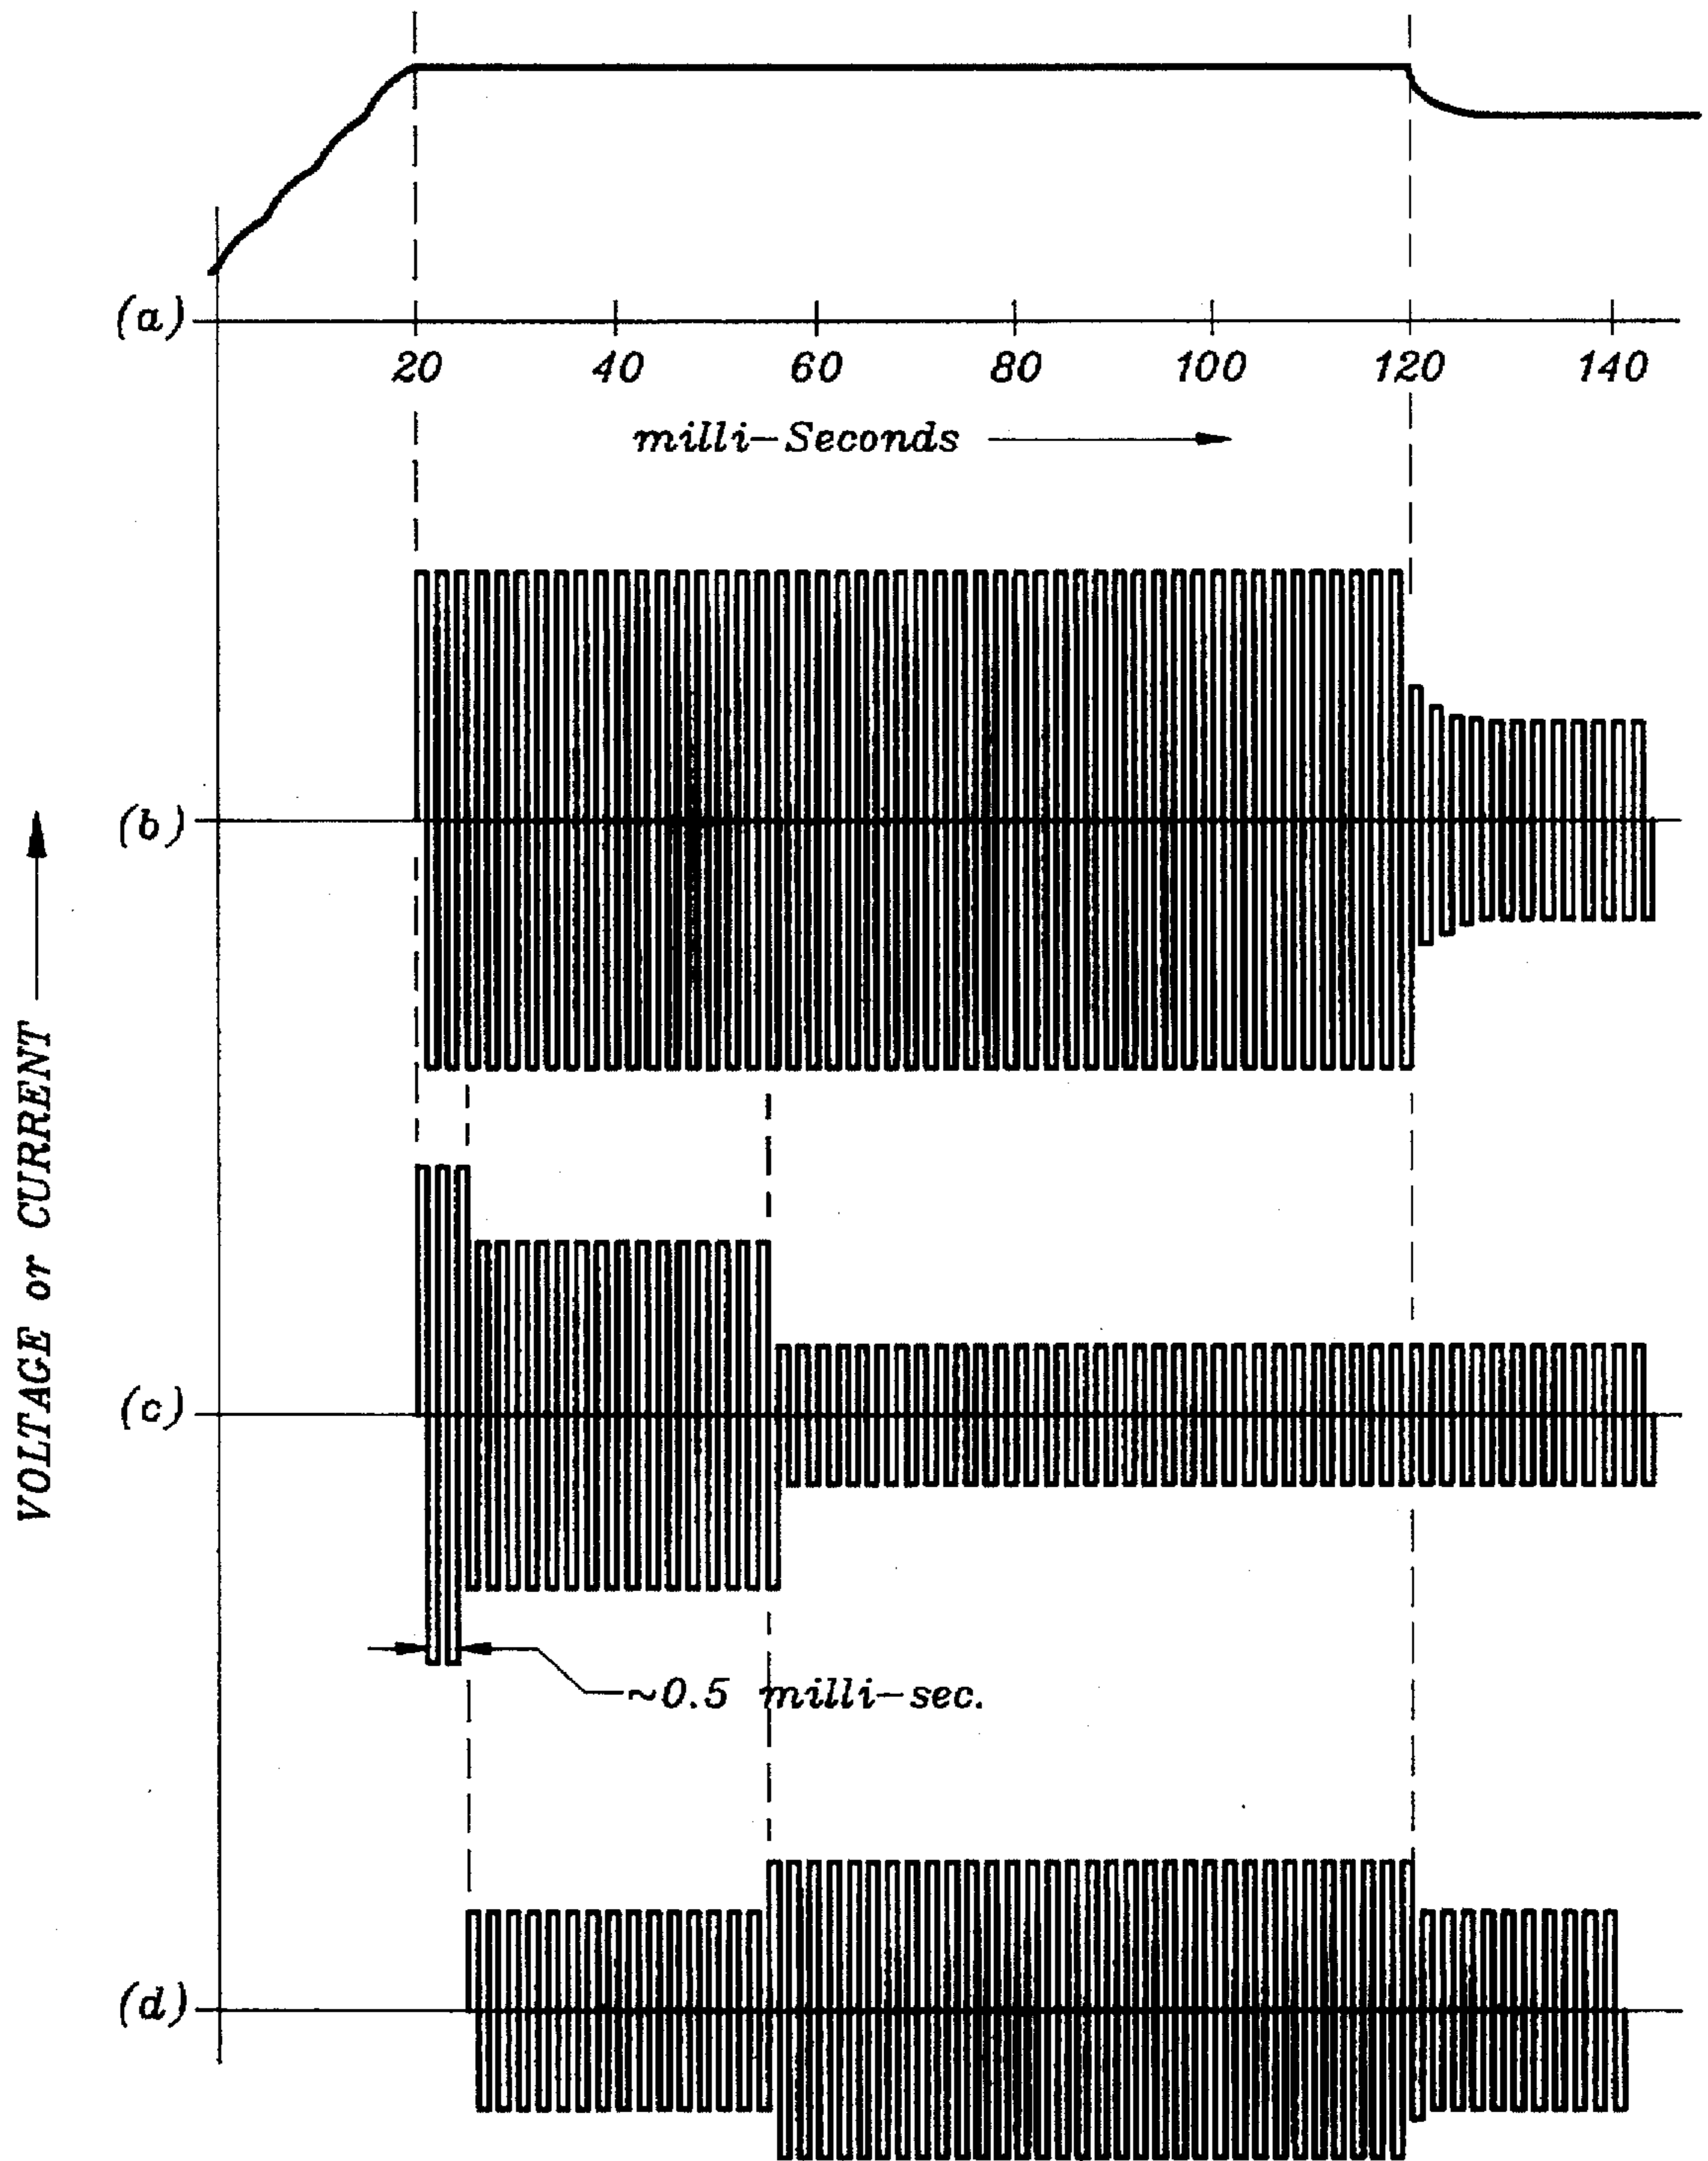 (a)
20 40 60 80 100 120 140
milli-Seconds
(b)
VOLTAGE or CURRENT
(c)
~0.5 milli-sec.
(d)